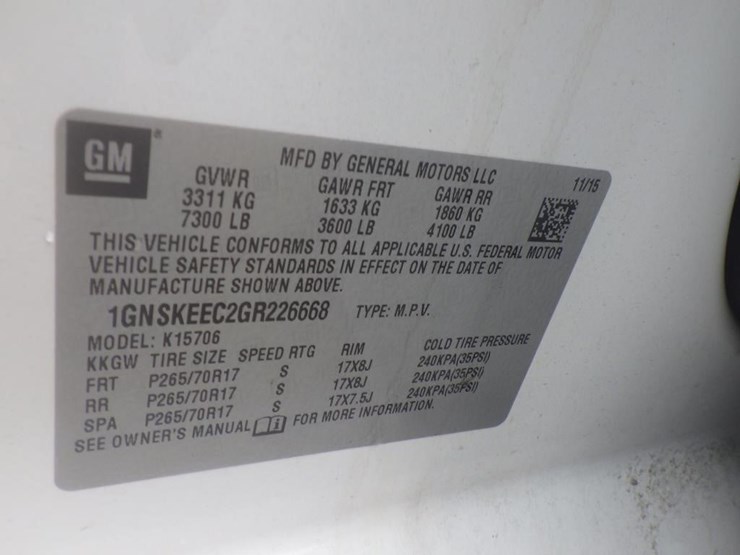 GM
MFD BY GENERAL MOTORS LLC 11/15
GVWR GAWR FRT GAWR RR
3311 KG 1633 KG 1860 KG
7300 LB 3600 LB 4100 LB
THIS VEHICLE CONFORMS TO ALL APPLICABLE U.S. FEDERAL MOTOR
VEHICLE SAFETY STANDARDS IN EFFECT ON THE DATE OF
MANUFACTURE SHOWN ABOVE.
1GNSKEEC2GR226668 TYPE: M.P.V.
MODEL: K15706
KKGW TIRE SIZE SPEED RTG RIM COLD TIRE PRESSURE
FRT P265/70R17 S 17X8J 240KPA(35PSI)
RR P265/70R17 S 17X8J 240KPA(35PSI)
SPA P265/70R17 S 17X7.5J 240KPA(35PSI)
SEE OWNER'S MANUAL FOR MORE INFORMATION.